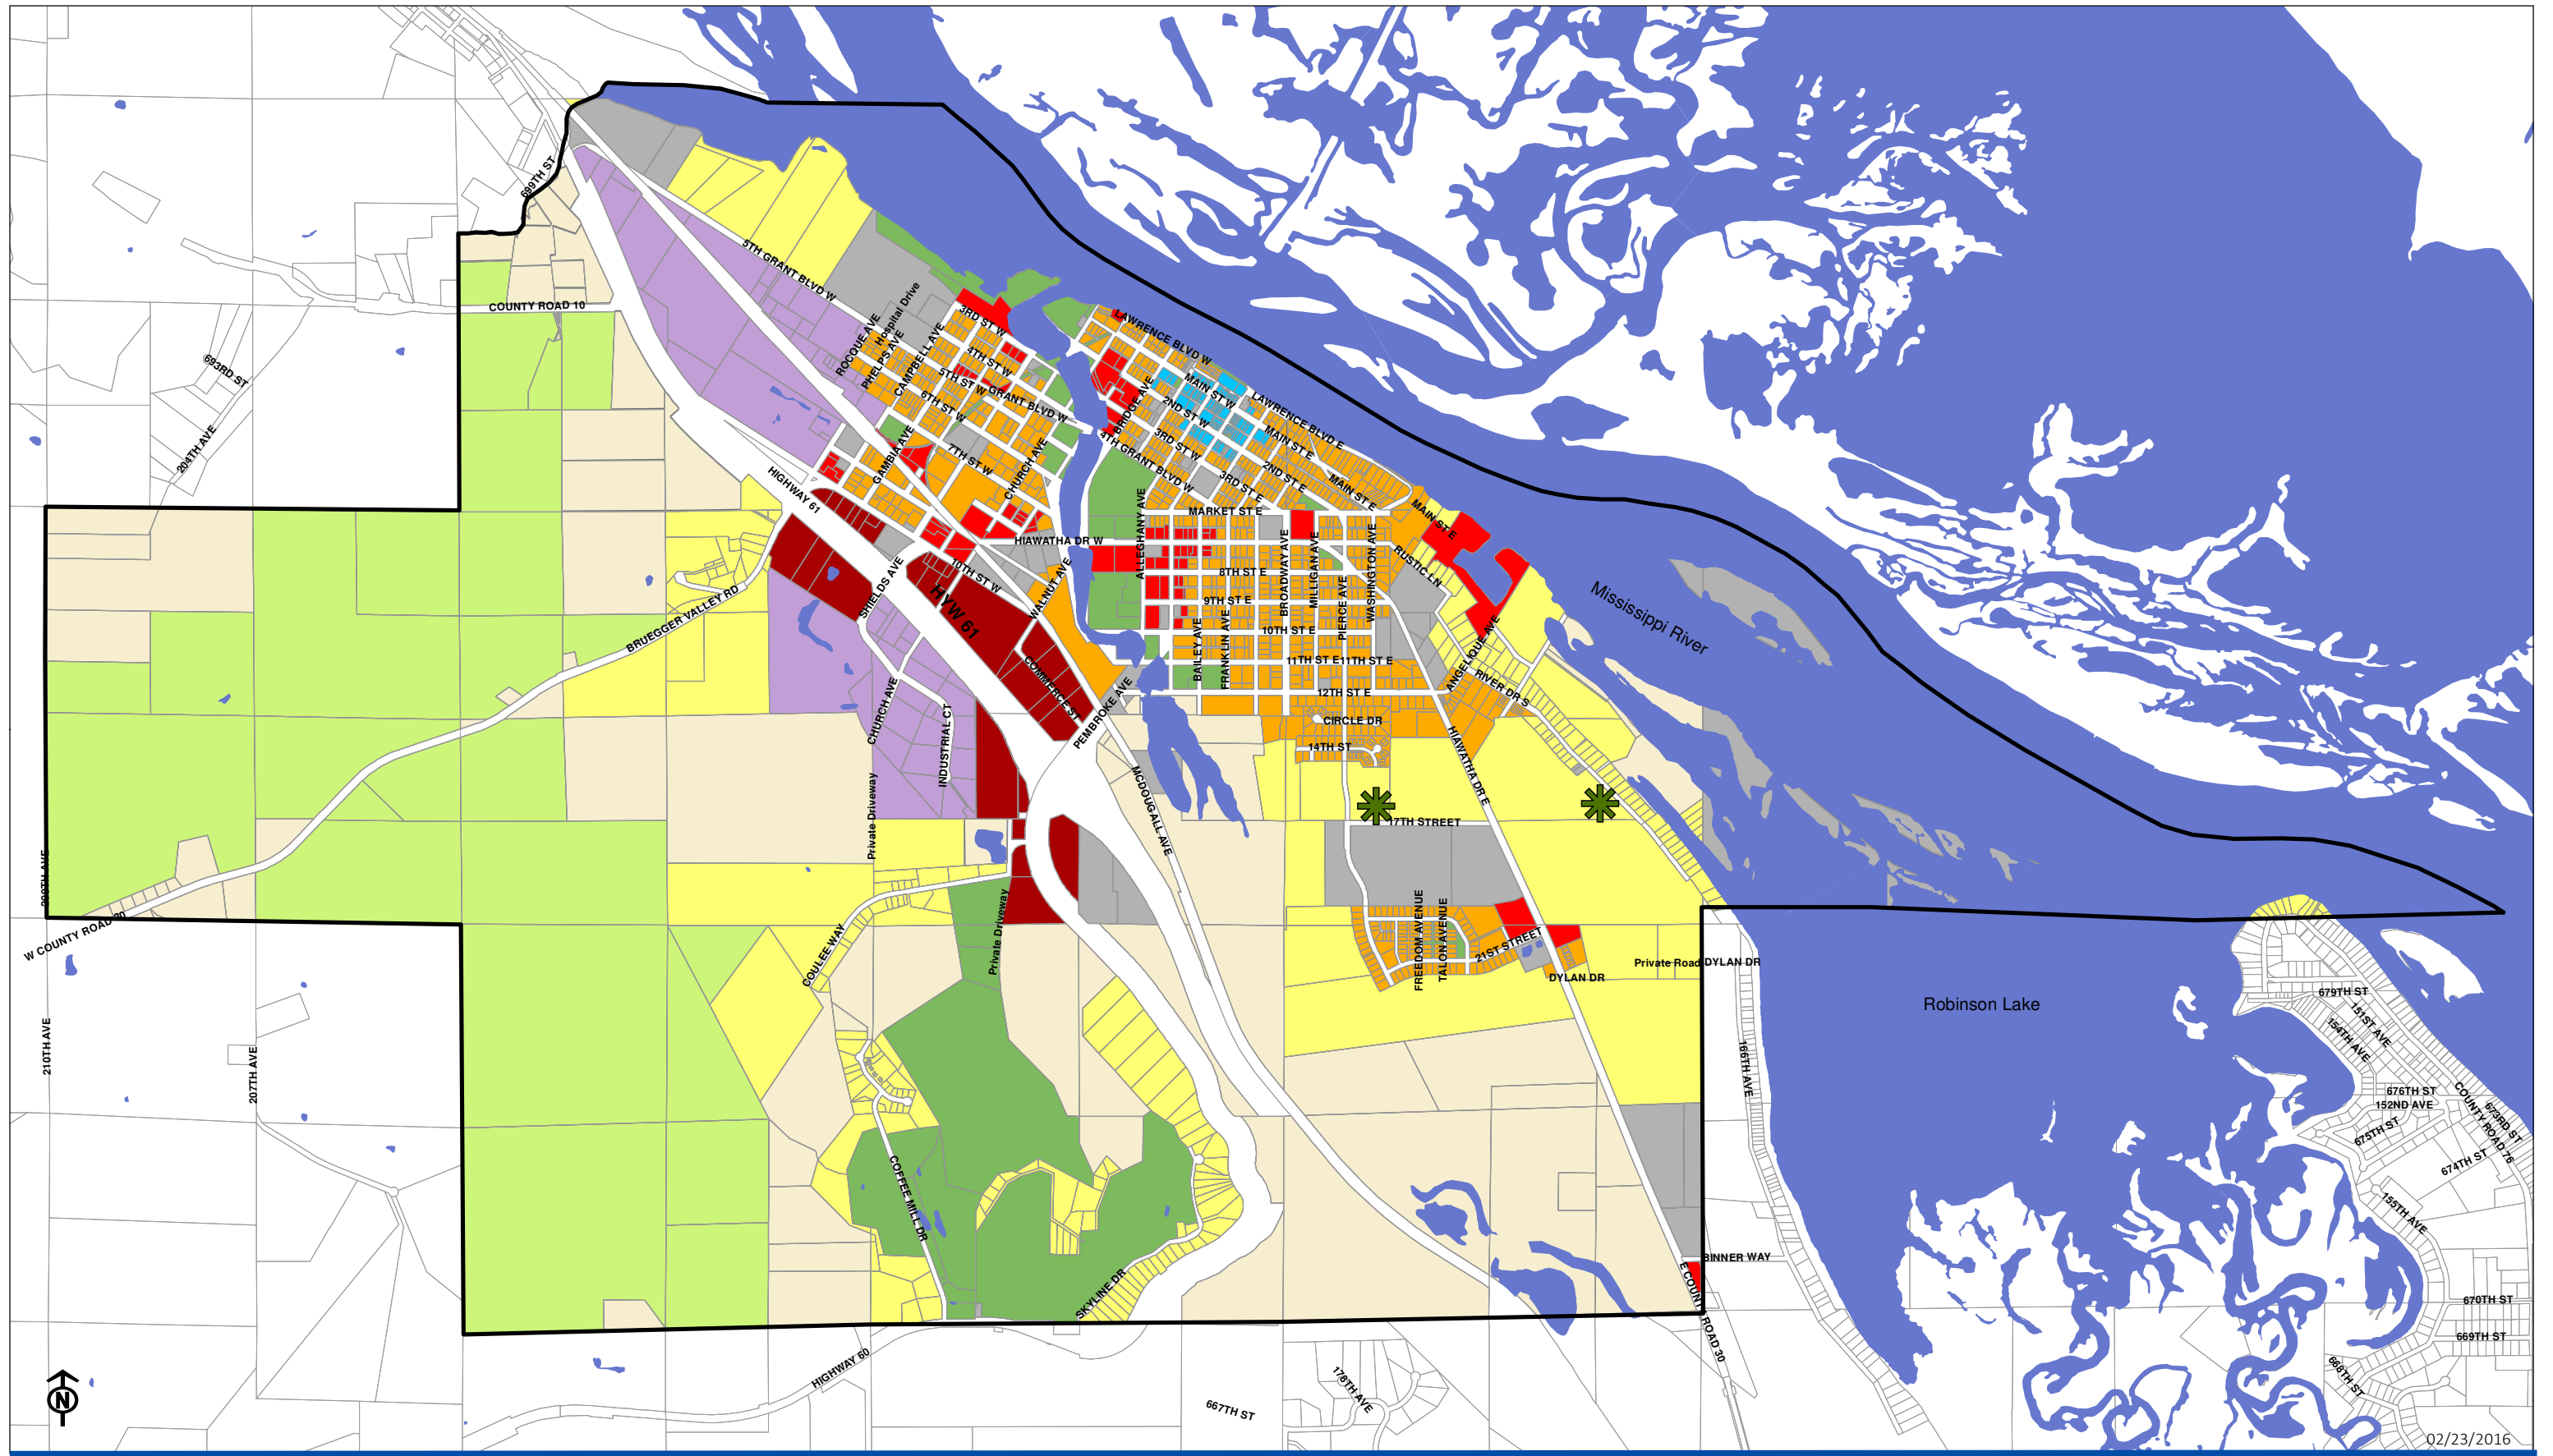 699TH ST
COUNTY ROAD 10
693RD ST
204TH AVE
5TH GRANT BLVD W
Hospital Drive
ROCQUE AVE
PHELPS AVE
CAMPBELL AVE
3RD ST W
4TH ST W
5TH ST W
GRANT BLVD W
6TH ST W
7TH ST W
GAMBIA AVE
CHURCH AVE
LAWRENCE BLVD W
MAIN ST W
BRIDGE AVE
2ND ST W
3RD ST W
4TH GRANT BLVD W
LAWRENCE BLVD E
MAIN ST E
2ND ST E
3RD ST E
MAIN ST E
MAIN ST E
HIGHWAY 61
ALLEGHANY AVE
MARKET ST E
HIAWATHA DR W
10TH ST W
WALNUT AVE
SHIELDS AVE
HYW 61
COMMERCE ST
PEMBROKE AVE
8TH ST E
9TH ST E
10TH ST E
11TH ST E
11TH ST E
12TH ST E
BAILEY AVE
FRANKLIN AVE
BROADWAY AVE
MILLIGAN AVE
PIERCE AVE
WASHINGTON AVE
RUSTIC LN
ANGELIQUE AVE
RIVER DR S
CIRCLE DR
14TH ST
HIAWATHA DR E
17TH STREET
Mississippi River
BRUEGGER VALLEY RD
CHURCH AVE
INDUSTRIAL CT
Private Driveway
MCDOUGALL AVE
W COUNTY ROAD 20
COULEE WAY
Private Driveway
FREEDOM AVENUE
TALON AVENUE
21ST STREET
DYLAN DR
Private Road
DYLAN DR
Robinson Lake
210TH AVE
207TH AVE
169TH AVE
679TH ST
151ST AVE
154TH AVE
676TH ST
152ND AVE
675TH ST
COUNTY ROAD 76
673RD ST
674TH ST
155TH AVE
COFFEE MILL DR
SKYLINE DR
BINNER WAY
E COUNTY ROAD 30
670TH ST
669TH ST
668TH ST
HIGHWAY 60
178TH AVE
667TH ST
N
02/23/2016